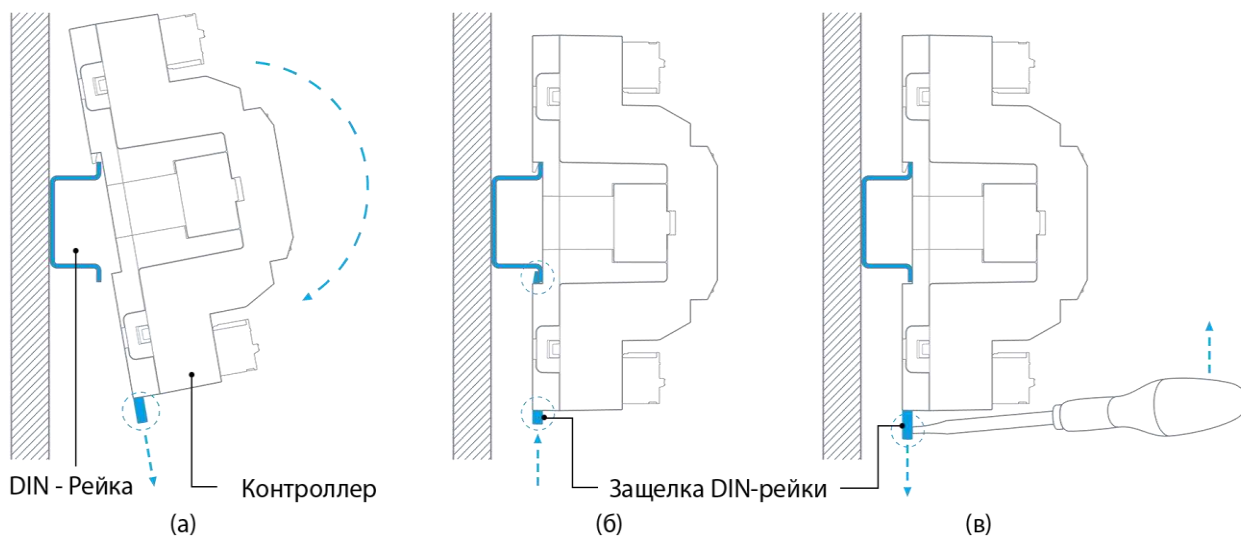 DIN - Рейка
Контроллер
Защелка DIN-рейки
(а)
(б)
(в)